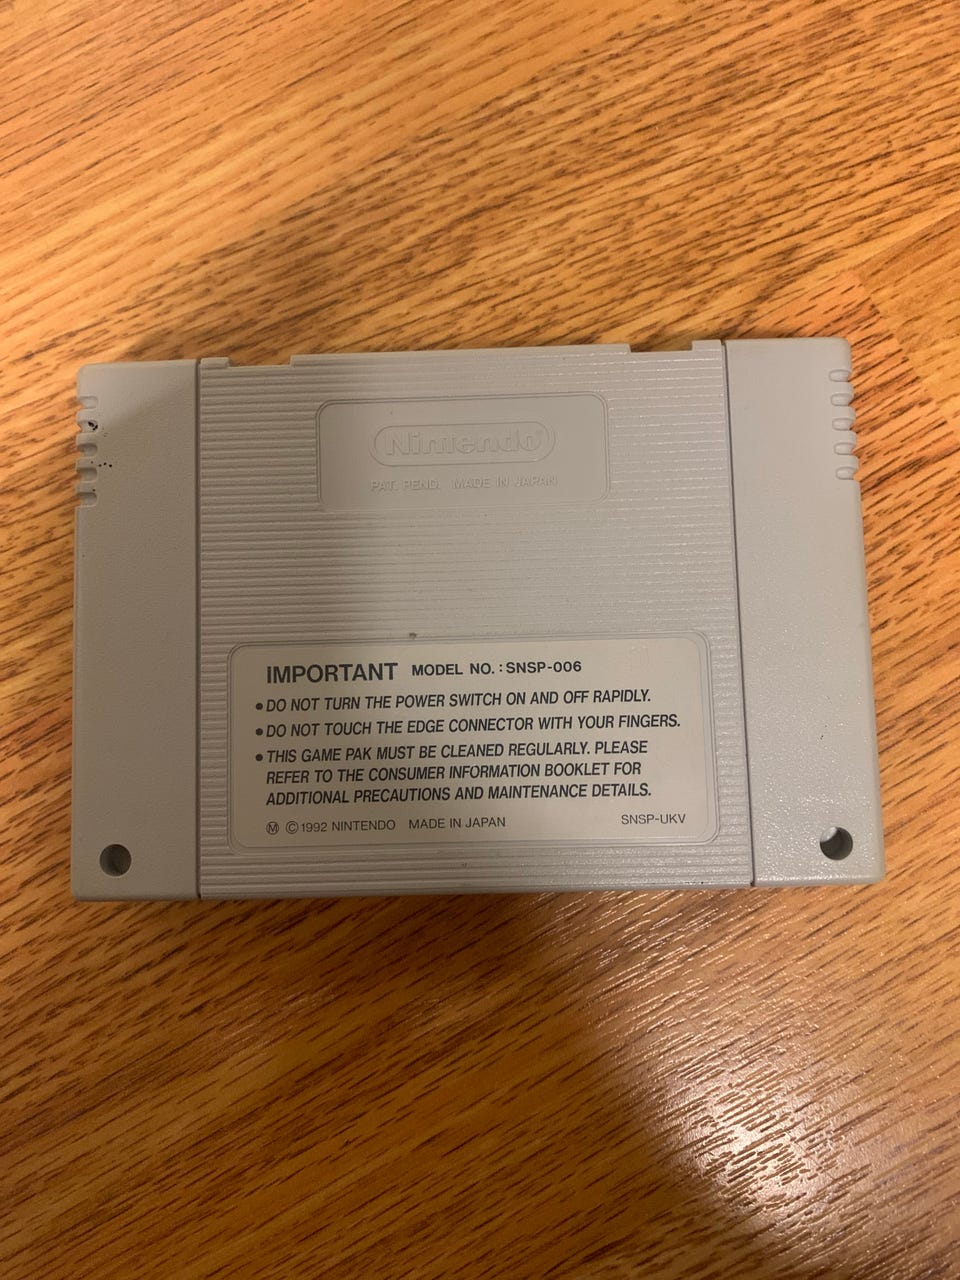 Nintendo®
PAT. PEND. MADE IN JAPAN
IMPORTANT MODEL NO.: SNSP-006
● DO NOT TURN THE POWER SWITCH ON AND OFF RAPIDLY.
● DO NOT TOUCH THE EDGE CONNECTOR WITH YOUR FINGERS.
● THIS GAME PAK MUST BE CLEANED REGULARLY. PLEASE
REFER TO THE CONSUMER INFORMATION BOOKLET FOR
ADDITIONAL PRECAUTIONS AND MAINTENANCE DETAILS.
Ⓜ ©1992 NINTENDO MADE IN JAPAN SNSP-UKV